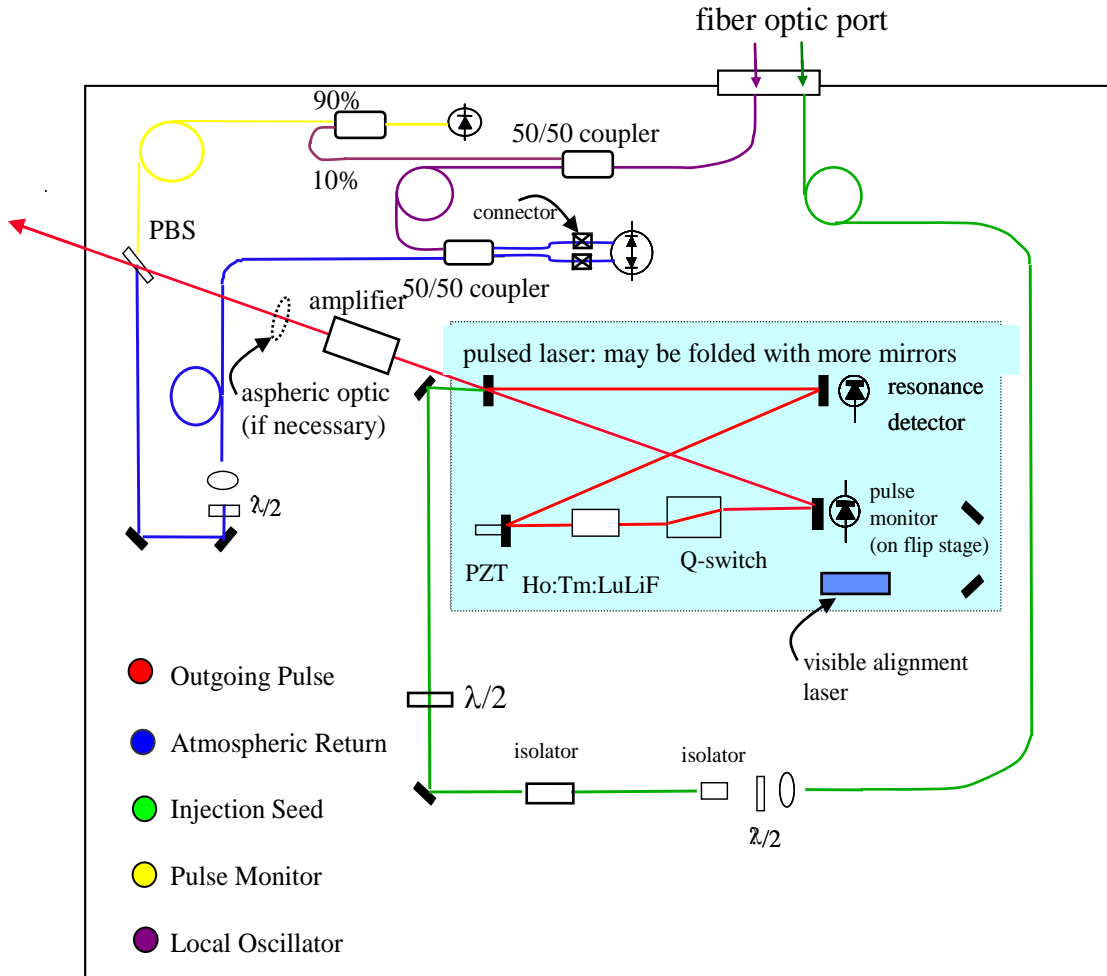 fiber optic port
90%
50/50 coupler
10%
connector
PBS
50/50 coupler
amplifier
pulsed laser: may be folded with more mirrors
aspheric optic
(if necessary)
resonance
detector
λ/2
pulse
monitor
(on flip stage)
Q-switch
PZT
Ho:Tm:LuLiF
visible alignment
laser
Outgoing Pulse
λ/2
Atmospheric Return
isolator
isolator
Injection Seed
λ/2
Pulse Monitor
Local Oscillator